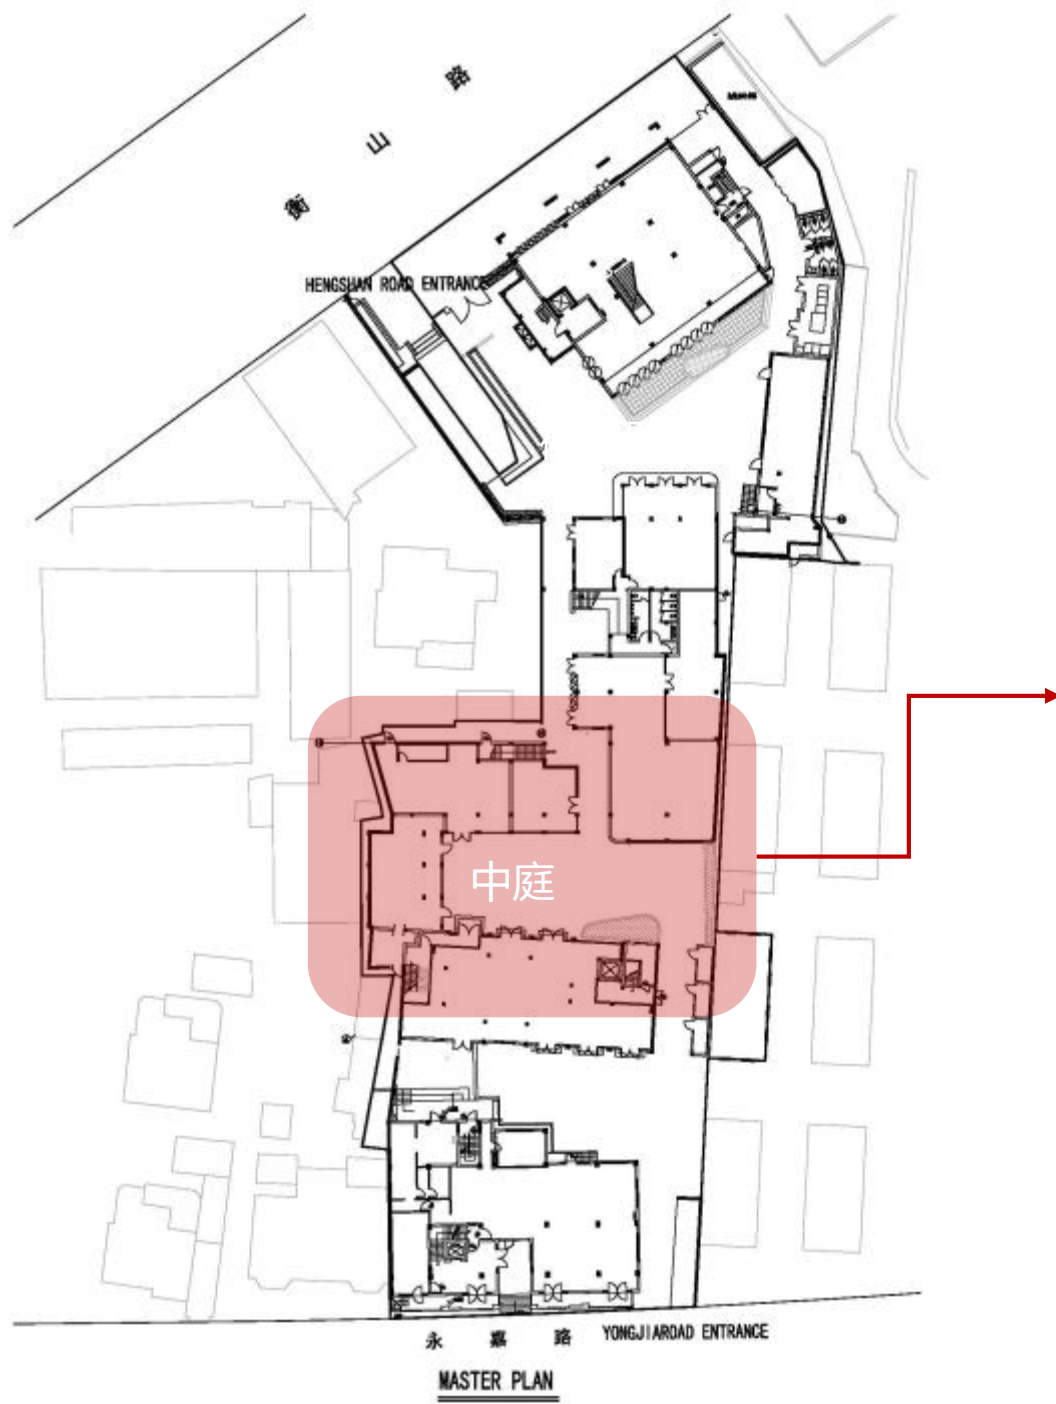 衡 山 路
HENGSHAN ROAD ENTRANCE
中庭
永 嘉 路 YONGJIAROAD ENTRANCE
MASTER PLAN